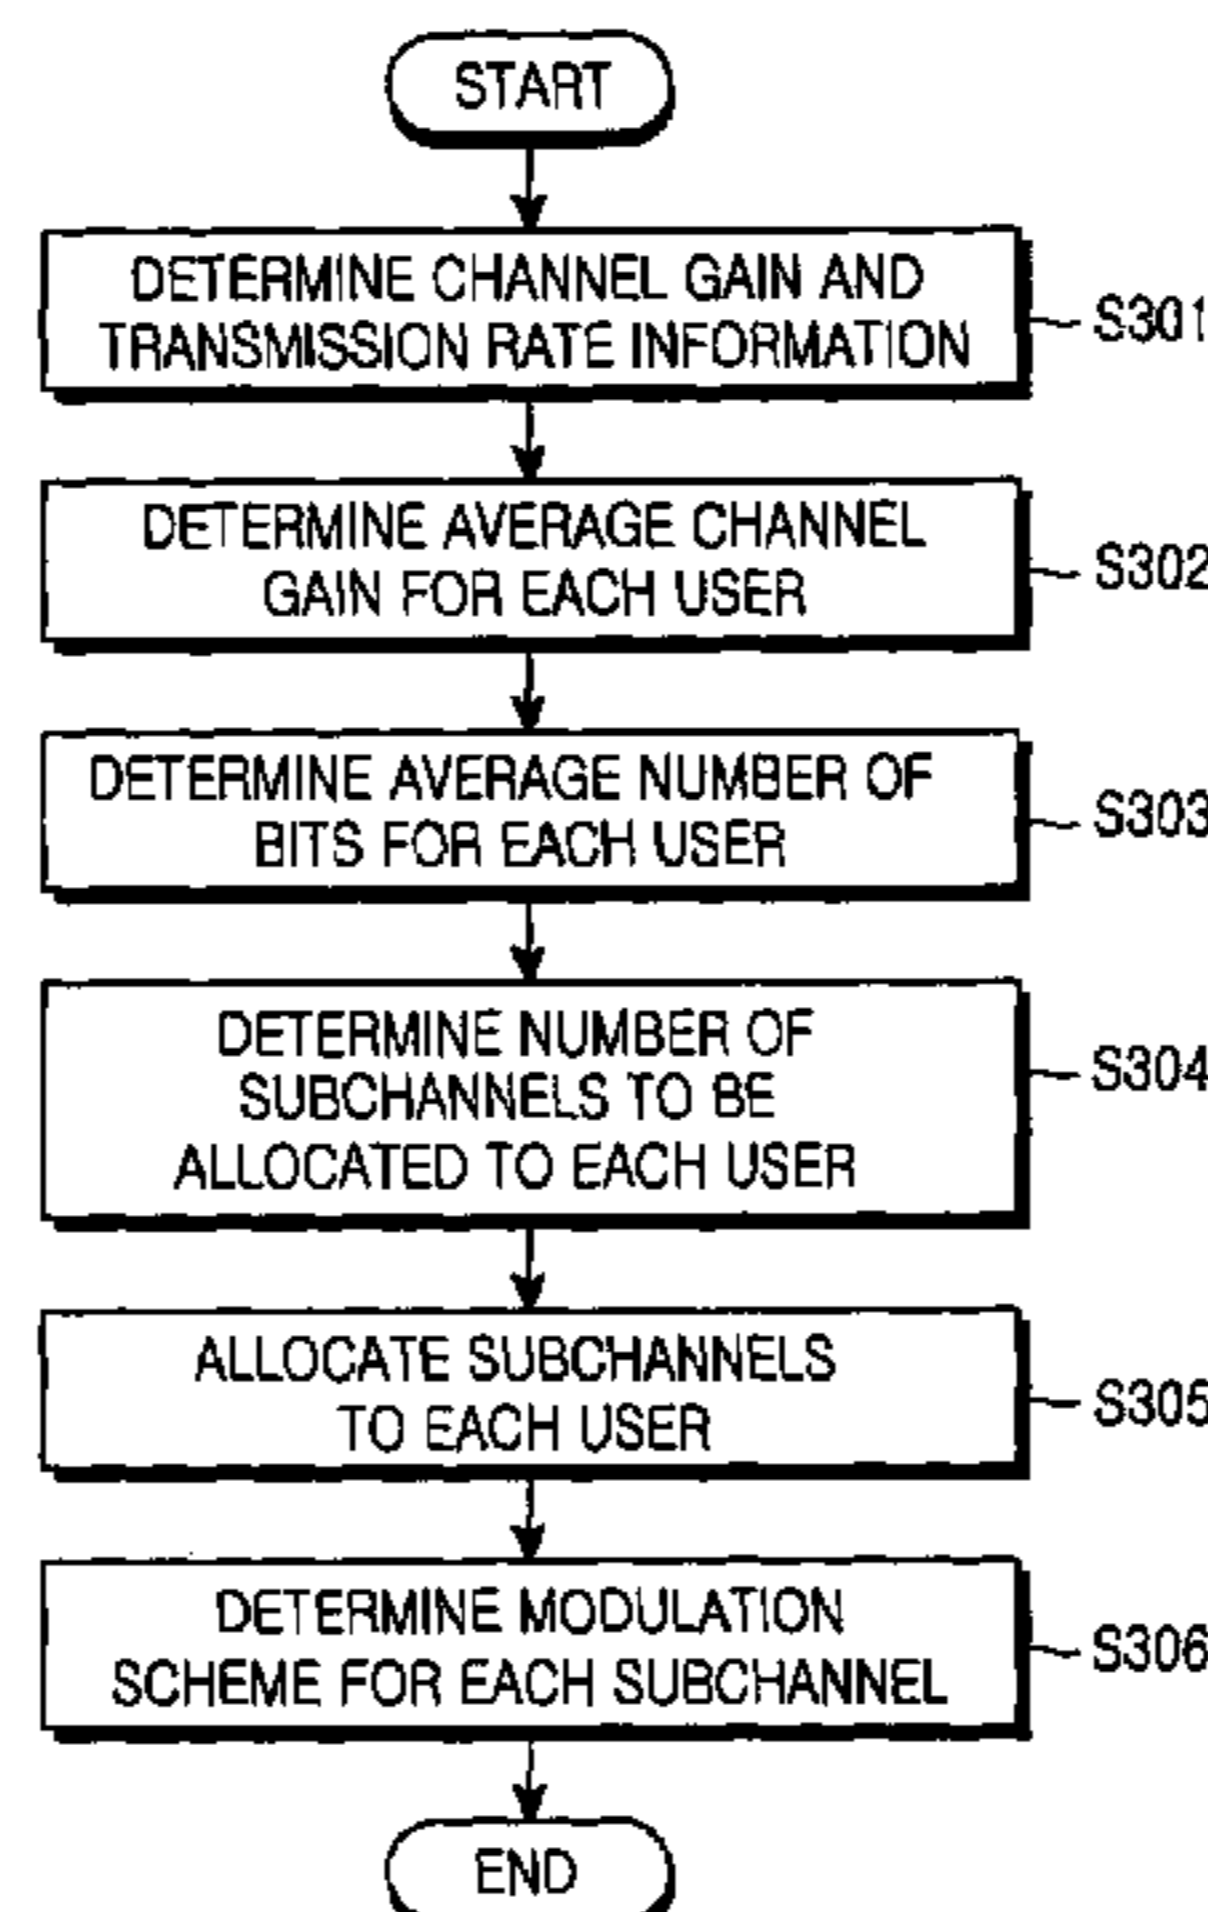 START
DETERMINE CHANNEL GAIN AND
TRANSMISSION RATE INFORMATION
S301
DETERMINE AVERAGE CHANNEL
GAIN FOR EACH USER
S302
DETERMINE AVERAGE NUMBER OF
BITS FOR EACH USER
S303
DETERMINE NUMBER OF
SUBCHANNELS TO BE
ALLOCATED TO EACH USER
S304
ALLOCATE SUBCHANNELS
TO EACH USER
S305
DETERMINE MODULATION
SCHEME FOR EACH SUBCHANNEL
S306
END